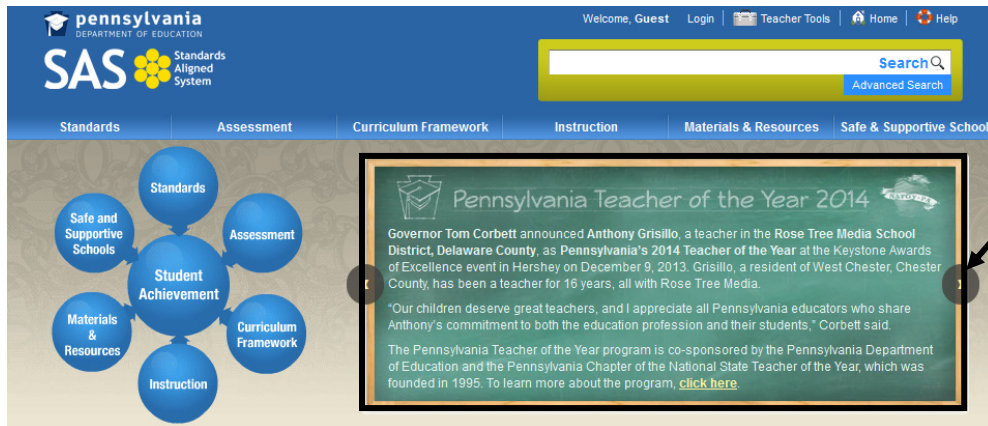 pennsylvania
DEPARTMENT OF EDUCATION
Welcome, Guest Login Teacher Tools Home Help
SAS Standards
Aligned
System
Search
Advanced Search
Standards Assessment Curriculum Framework Instruction Materials & Resources Safe & Supportive School
Standards
Safe and
Supportive
Schools
Assessment
Student
Achievement
Materials
&
Resources
Curriculum
Framework
Instruction
Pennsylvania Teacher of the Year 2014
Governor Tom Corbett announced Anthony Grisillo, a teacher in the Rose Tree Media School
District, Delaware County, as Pennsylvania's 2014 Teacher of the Year at the Keystone Awards
of Excellence event in Hershey on December 9, 2013. Grisillo, a resident of West Chester, Chester
County, has been a teacher for 16 years, all with Rose Tree Media.
"Our children deserve great teachers, and I appreciate all Pennsylvania educators who share
Anthony's commitment to both the education profession and their students," Corbett said.
The Pennsylvania Teacher of the Year program is co-sponsored by the Pennsylvania Department
of Education and the Pennsylvania Chapter of the National State Teacher of the Year, which was
founded in 1995. To learn more about the program, click here.